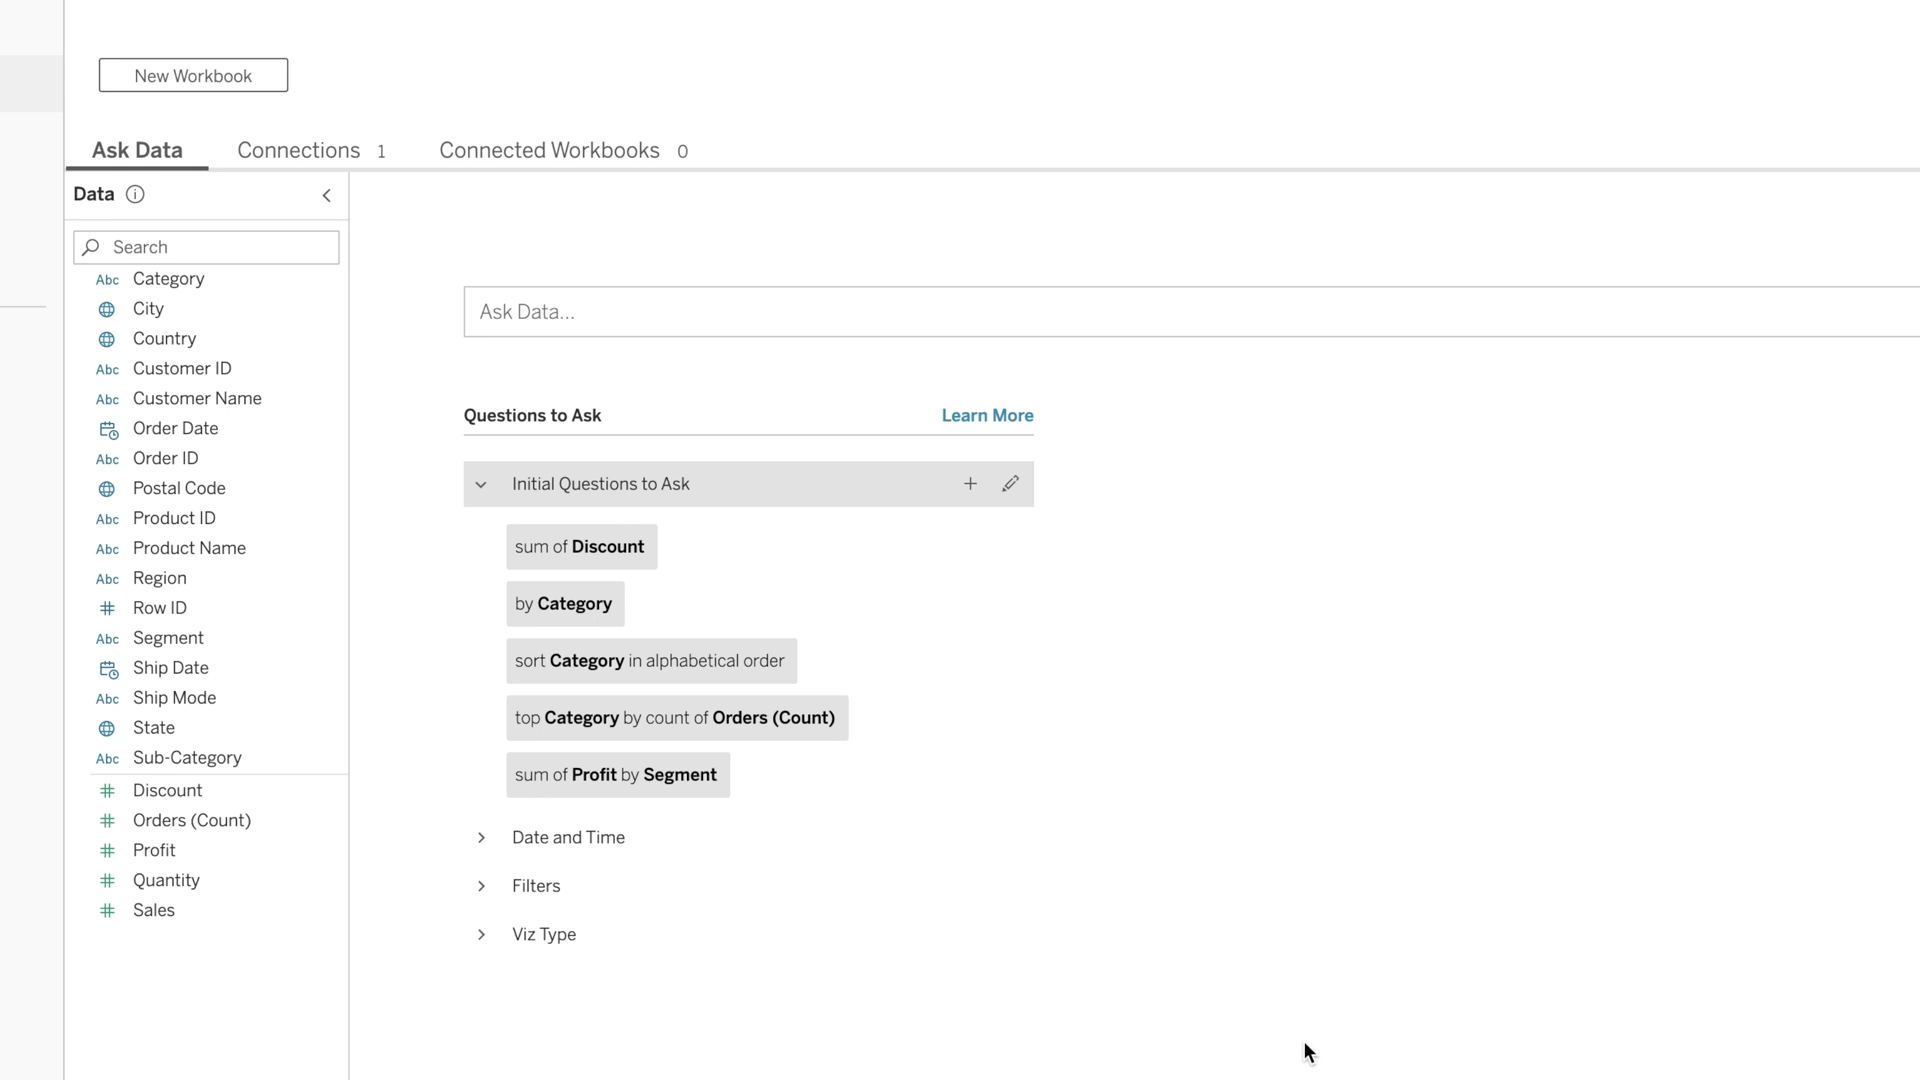 New Workbook
Ask Data
Connections 1
Connected Workbooks 0
Data
Search
Abc Category
City
Country
Abc Customer ID
Abc Customer Name
Order Date
Abc Order ID
Postal Code
Abc Product ID
Abc Product Name
Abc Region
# Row ID
Abc Segment
Ship Date
Abc Ship Mode
State
Abc Sub-Category
# Discount
# Orders (Count)
# Profit
# Quantity
# Sales
Ask Data...
Questions to Ask
Learn More
Initial Questions to Ask
sum of Discount
by Category
sort Category in alphabetical order
top Category by count of Orders (Count)
sum of Profit by Segment
Date and Time
Filters
Viz Type